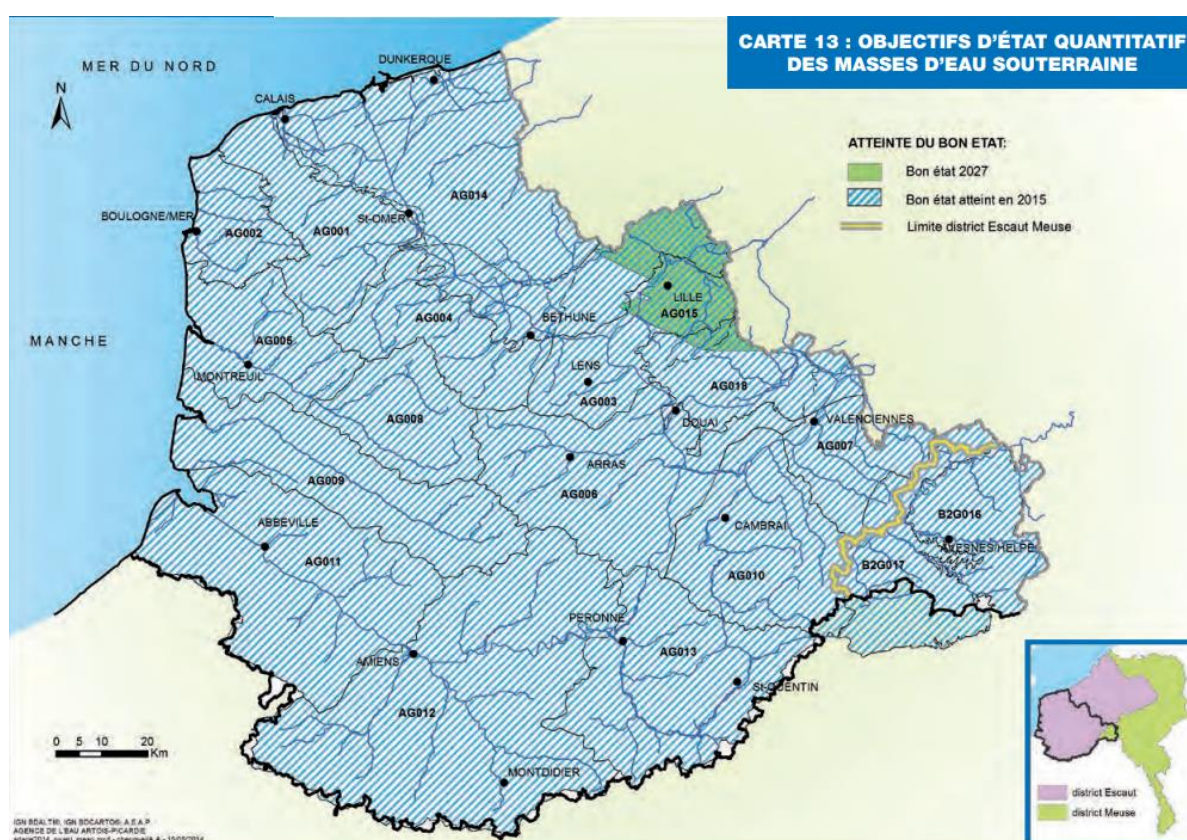 CARTE 13 : OBJECTIFS D'ÉTAT QUANTITATIF
DES MASSES D'EAU SOUTERRAINE
MER DU NORD
N
DUNKERQUE
CALAIS
ATTEINTE DU BON ETAT:
Bon état 2027
Bon état atteint en 2015
Limite district Escaut Meuse
AG014
BOULOGNE/MER
St-OMER
AG002
AG001
LILLE
AG015
AG004
BETHUNE
MANCHE
AG005
MONTREUIL
LENS
AG003
AG018
AG008
DOUAI
VALENCIENNES
AG007
ARRAS
AG009
AG006
B2G016
CAMBRAI
ABBEVILLE
AVESNES/HELPE
AG011
B2G017
AG010
PERONNE
AMIENS
AG013
St-QUENTIN
AG012
0 5 10 20
Km
MONTDIDIER
district Escaut
district Meuse
IGN BDALTI®, IGN BDCARTO®, A.E.A.P.
AGENCE DE L'EAU ARTOIS-PICARDIE